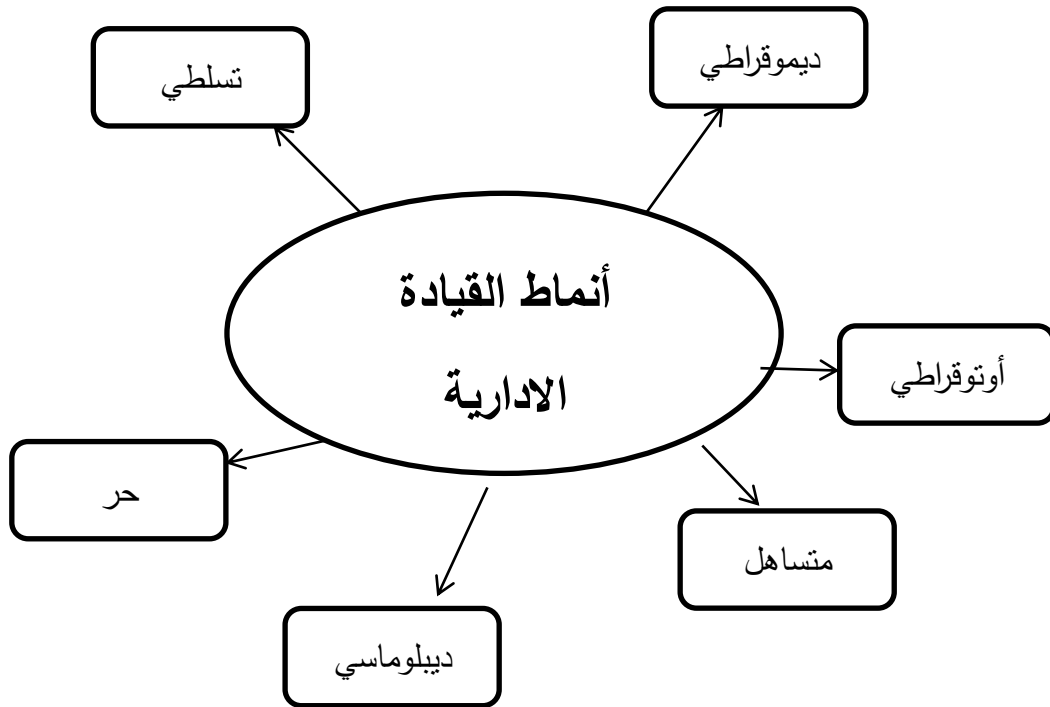 ديموقراطي
تسلطي
أنماط القيادة
الادارية
أوتوقراطي
حر
متساهل
ديبلوماسي